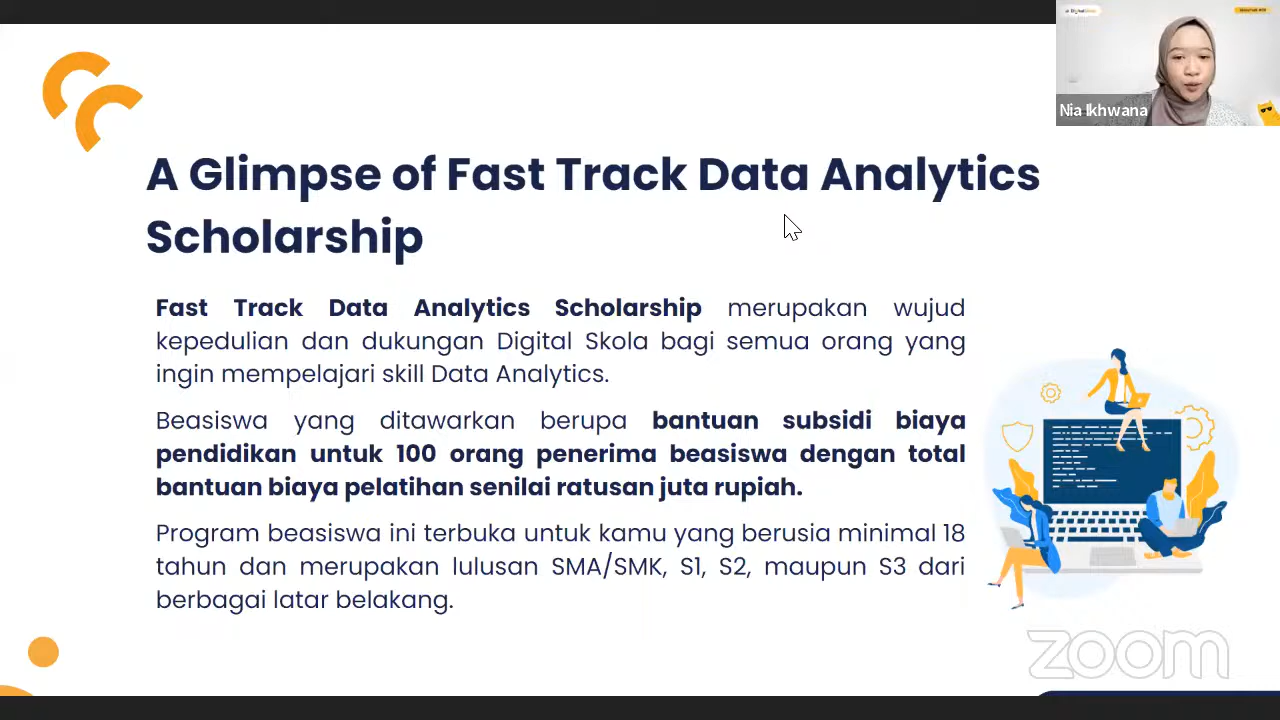 Nia Ikhwana
A Glimpse of Fast Track Data Analytics
Scholarship
Fast Track Data Analytics Scholarship merupakan wujud
kepedulian dan dukungan Digital Skola bagi semua orang yang
ingin mempelajari skill Data Analytics.
Beasiswa yang ditawarkan berupa bantuan subsidi biaya
pendidikan untuk 100 orang penerima beasiswa dengan total
bantuan biaya pelatihan senilai ratusan juta rupiah.
Program beasiswa ini terbuka untuk kamu yang berusia minimal 18
tahun dan merupakan lulusan SMA/SMK, S1, S2, maupun S3 dari
berbagai latar belakang.
zoom